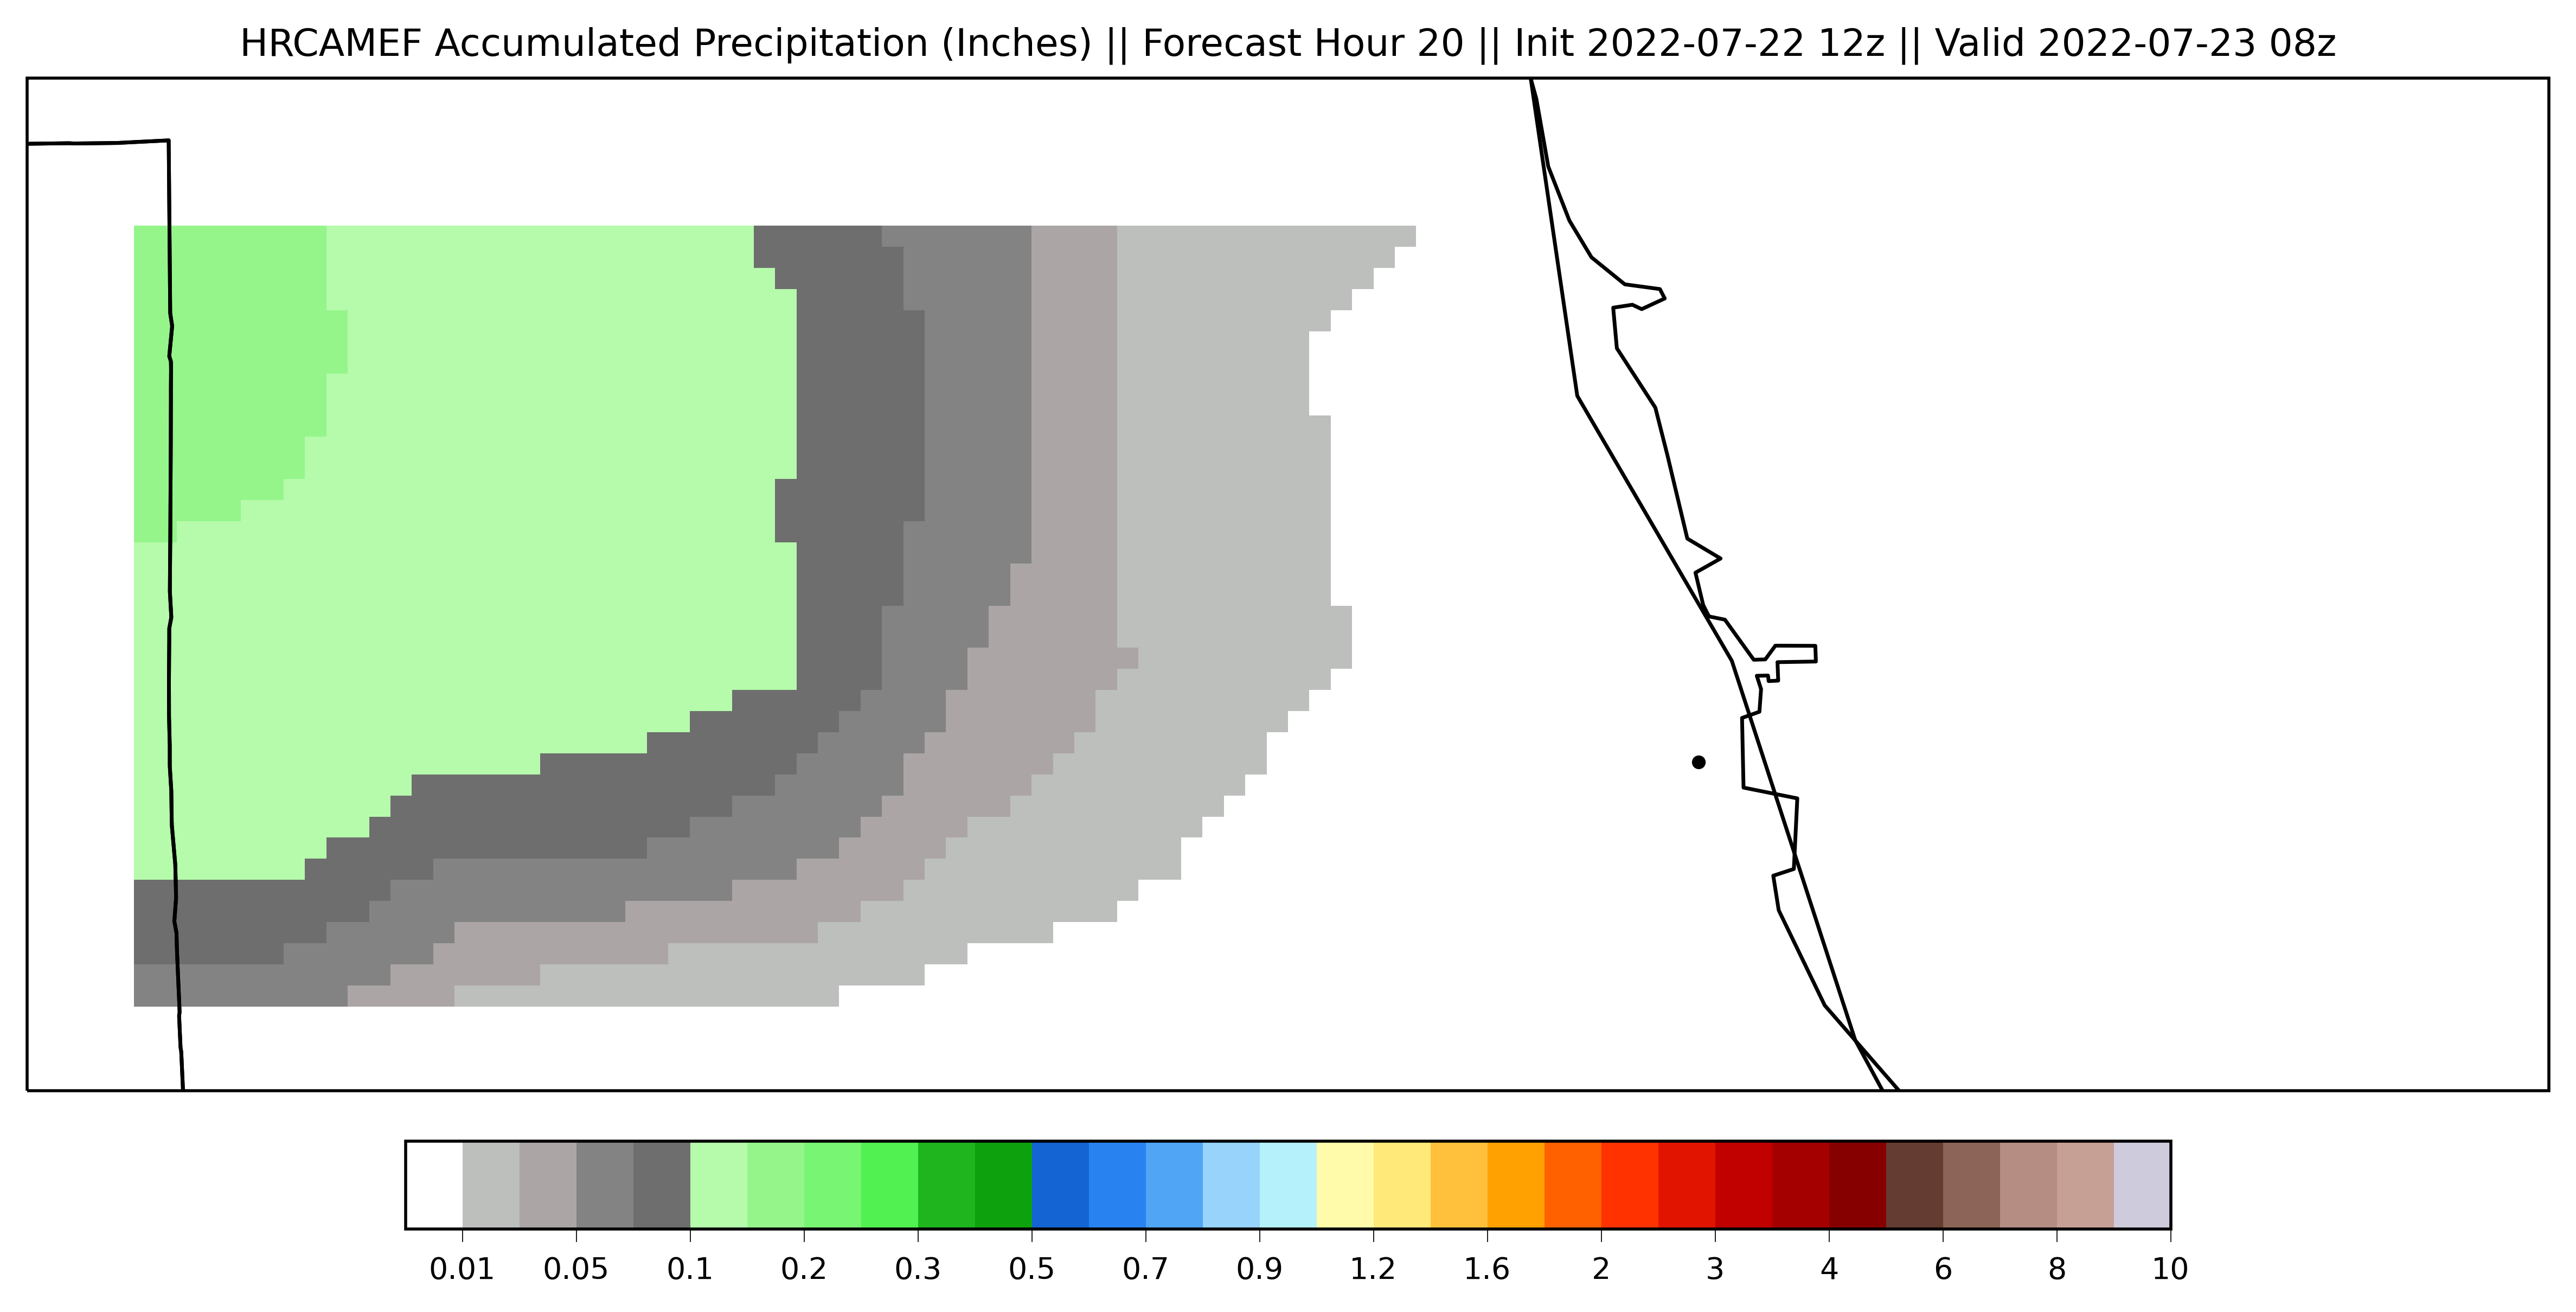 HRCAMEF Accumulated Precipitation (Inches) || Forecast Hour 20 || Init 2022-07-22 12z || Valid 2022-07-23 08z
0.01 0.05 0.1 0.2 0.3 0.5 0.7 0.9 1.2 1.6 2 3 4 6 8 10